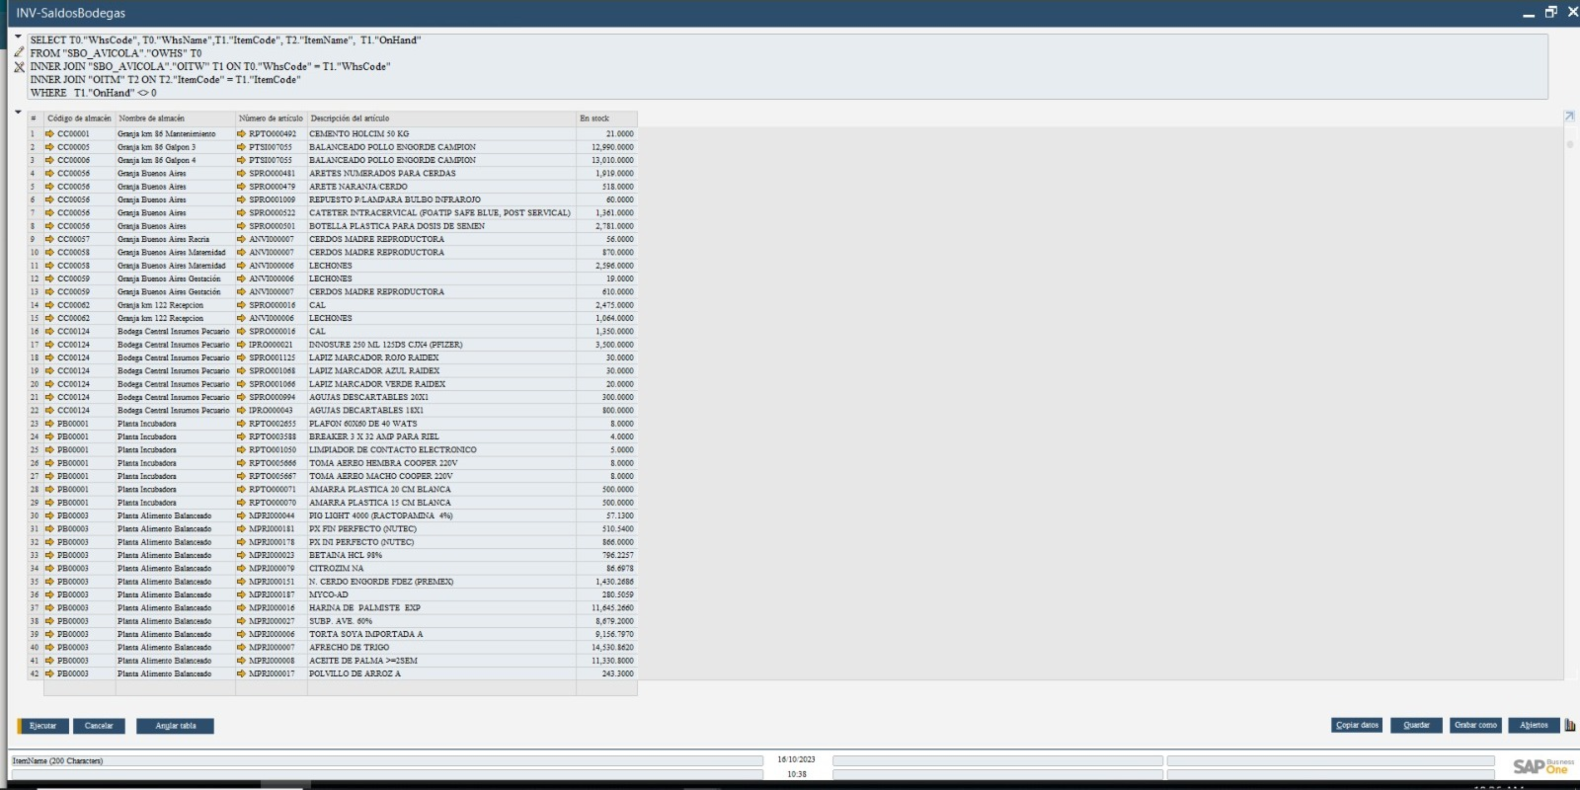 INV-SaldosBodegas
SELECT T0."WhsCode", T0."WhsName",T1."ItemCode", T2."ItemName", T1."OnHand"
FROM "SBO_AVICOLA"."OWHS" T0
INNER JOIN "SBO_AVICOLA"."OITW" T1 ON T0."WhsCode" = T1."WhsCode"
INNER JOIN "OITM" T2 ON T2."ItemCode" = T1."ItemCode"
WHERE T1."OnHand" <> 0
# Código de almacén Nombre de almacén Número de artículo Descripción del artículo En stock
1 CC00001 Granja km 86 Mantenimiento RPTO000492 CEMENTO HOLCIM 50 KG 21.0000
2 CC00005 Granja km 86 Galpon 3 PTSI007055 BALANCEADO POLLO ENGORDE CAMPION 12,990.0000
3 CC00006 Granja km 86 Galpon 4 PTSI007055 BALANCEADO POLLO ENGORDE CAMPION 13,010.0000
4 CC00056 Granja Buenos Aires SPRO000481 ARETES NUMERADOS PARA CERDAS 1,919.0000
5 CC00056 Granja Buenos Aires SPRO000479 ARETE NARANJA/CERDO 518.0000
6 CC00056 Granja Buenos Aires SPRO001009 REPUESTO P/LAMPARA BULBO INFRAROJO 60.0000
7 CC00056 Granja Buenos Aires SPRO000522 CATETER INTRACERVICAL (FOATIP SAFE BLUE, POST SERVICAL) 1,361.0000
8 CC00056 Granja Buenos Aires SPRO000501 BOTELLA PLASTICA PARA DOSIS DE SEMEN 2,781.0000
9 CC00057 Granja Buenos Aires Recria ANVI000007 CERDOS MADRE REPRODUCTORA 56.0000
10 CC00058 Granja Buenos Aires Maternidad ANVI000007 CERDOS MADRE REPRODUCTORA 870.0000
11 CC00058 Granja Buenos Aires Maternidad ANVI000006 LECHONES 2,596.0000
12 CC00059 Granja Buenos Aires Gestación ANVI000006 LECHONES 19.0000
13 CC00059 Granja Buenos Aires Gestación ANVI000007 CERDOS MADRE REPRODUCTORA 610.0000
14 CC00062 Granja km 122 Recepcion SPRO000016 CAL 2,475.0000
15 CC00062 Granja km 122 Recepcion ANVI000006 LECHONES 1,064.0000
16 CC00124 Bodega Central Insumos Pecuario SPRO000016 CAL 1,350.0000
17 CC00124 Bodega Central Insumos Pecuario IPRO000021 INNOSURE 250 ML 125DS CJX4 (PFIZER) 3,500.0000
18 CC00124 Bodega Central Insumos Pecuario SPRO001125 LAPIZ MARCADOR ROJO RAIDEX 30.0000
19 CC00124 Bodega Central Insumos Pecuario SPRO001068 LAPIZ MARCADOR AZUL RAIDEX 30.0000
20 CC00124 Bodega Central Insumos Pecuario SPRO001066 LAPIZ MARCADOR VERDE RAIDEX 20.0000
21 CC00124 Bodega Central Insumos Pecuario SPRO000994 AGUJAS DESCARTABLES 20X1 300.0000
22 CC00124 Bodega Central Insumos Pecuario IPRO000043 AGUJAS DECARTABLES 18X1 800.0000
23 PB00001 Planta Incubadora RPTO002655 PLAFON 60X60 DE 40 WATS 8.0000
24 PB00001 Planta Incubadora RPTO003588 BREAKER 3 X 32 AMP PARA RIEL 4.0000
25 PB00001 Planta Incubadora RPTO001050 LIMPIADOR DE CONTACTO ELECTRONICO 5.0000
26 PB00001 Planta Incubadora RPTO005666 TOMA AEREO HEMBRA COOPER 220V 8.0000
27 PB00001 Planta Incubadora RPTO005667 TOMA AEREO MACHO COOPER 220V 8.0000
28 PB00001 Planta Incubadora RPTO000071 AMARRA PLASTICA 20 CM BLANCA 500.0000
29 PB00001 Planta Incubadora RPTO000070 AMARRA PLASTICA 15 CM BLANCA 500.0000
30 PB00003 Planta Alimento Balanceado MPRI000044 PIG LIGHT 4000 (RACTOPAMINA 4%) 57.1300
31 PB00003 Planta Alimento Balanceado MPRI000181 PX FIN PERFECTO (NUTEC) 510.5400
32 PB00003 Planta Alimento Balanceado MPRI000178 PX INI PERFECTO (NUTEC) 866.0000
33 PB00003 Planta Alimento Balanceado MPRI000023 BETAINA HCL 98% 796.2257
34 PB00003 Planta Alimento Balanceado MPRI000079 CITROZIM NA 86.6978
35 PB00003 Planta Alimento Balanceado MPRI000151 N. CERDO ENGORDE FDEZ (PREMEX) 1,430.2686
36 PB00003 Planta Alimento Balanceado MPRI000187 MYCO-AD 280.5059
37 PB00003 Planta Alimento Balanceado MPRI000016 HARINA DE PALMISTE EXP 11,645.2660
38 PB00003 Planta Alimento Balanceado MPRI000027 SUBP. AVE. 60% 8,679.2000
39 PB00003 Planta Alimento Balanceado MPRI000006 TORTA SOYA IMPORTADA A 9,156.7970
40 PB00003 Planta Alimento Balanceado MPRI000007 AFRECHO DE TRIGO 14,530.8620
41 PB00003 Planta Alimento Balanceado MPRI000008 ACEITE DE PALMA >=2SEM 11,330.8000
42 PB00003 Planta Alimento Balanceado MPRI000017 POLVILLO DE ARROZ A 243.3000
Ejecutar Cancelar Anglar tabla Copiar datos Guardar Grabar como Abiertos
ItemName (200 Characters) 16/10/2023
10:38
SAP Business One